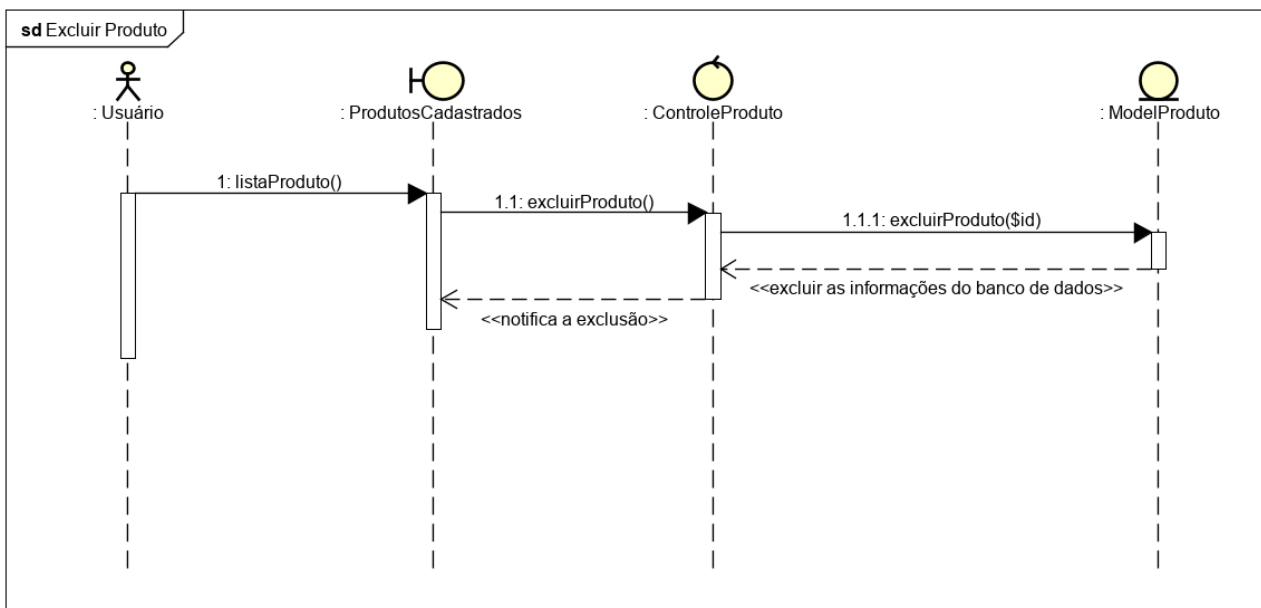 sd Excluir Produto
: Usuário
: ProdutosCadastrados
: ControleProduto
: ModelProduto
1: listaProduto()
1.1: excluirProduto()
1.1.1: excluirProduto($id)
<<excluir as informações do banco de dados>>
<<notifica a exclusão>>